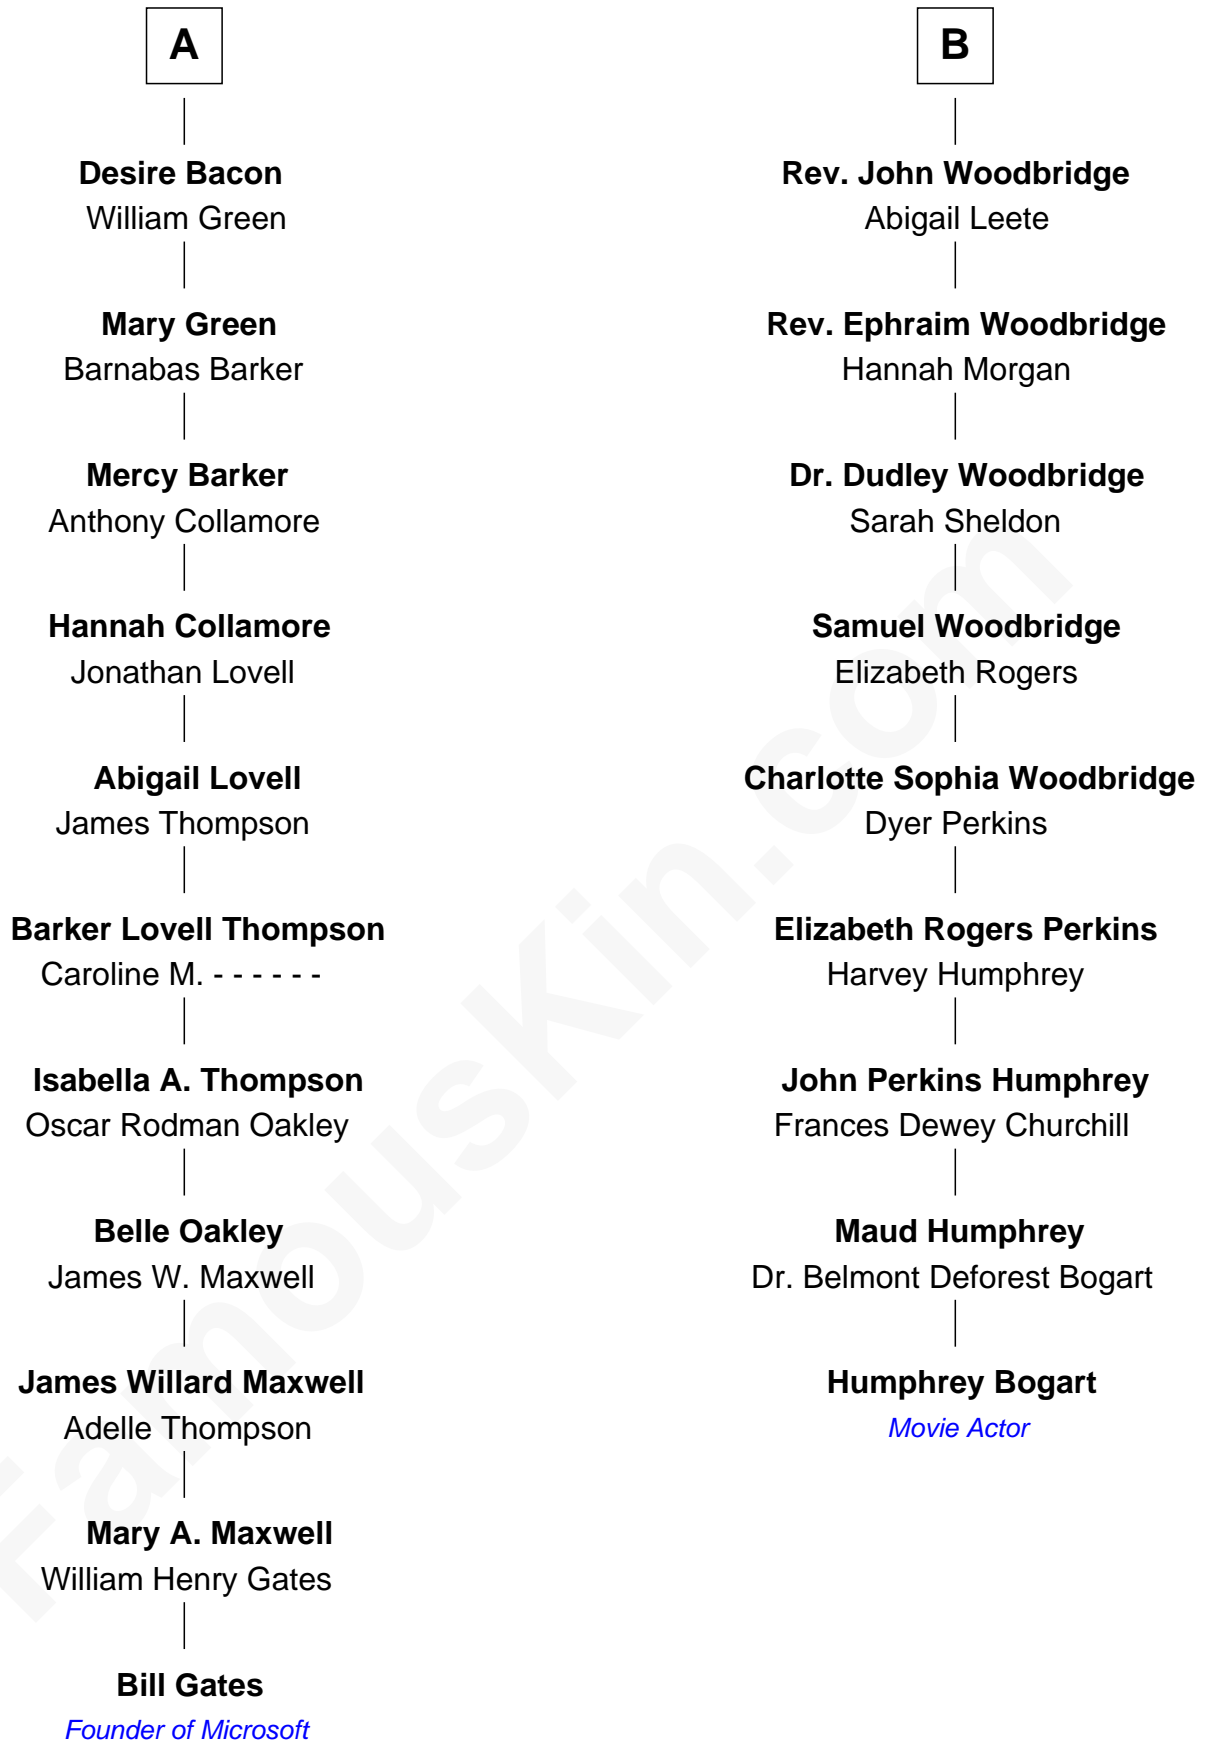 A
Desire Bacon
William Green
Mary Green
Barnabas Barker
Mercy Barker
Anthony Collamore
Hannah Collamore
Jonathan Lovell
Abigail Lovell
James Thompson
Barker Lovell Thompson
Caroline M. - - - - - -
Isabella A. Thompson
Oscar Rodman Oakley
Belle Oakley
James W. Maxwell
James Willard Maxwell
Adelle Thompson
Mary A. Maxwell
William Henry Gates
Bill Gates
Founder of Microsoft
B
Rev. John Woodbridge
Abigail Leete
Rev. Ephraim Woodbridge
Hannah Morgan
Dr. Dudley Woodbridge
Sarah Sheldon
Samuel Woodbridge
Elizabeth Rogers
Charlotte Sophia Woodbridge
Dyer Perkins
Elizabeth Rogers Perkins
Harvey Humphrey
John Perkins Humphrey
Frances Dewey Churchill
Maud Humphrey
Dr. Belmont Deforest Bogart
Humphrey Bogart
Movie Actor
FamousKin.com